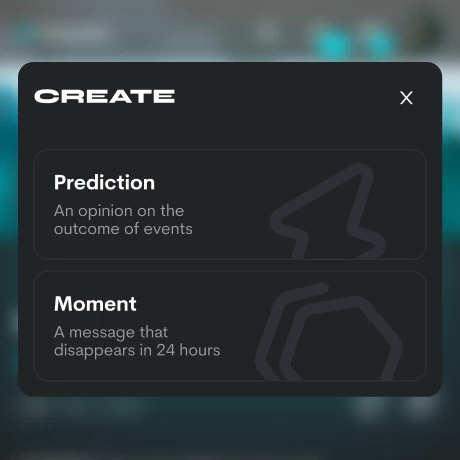 CREATE
X
Prediction
An opinion on the
outcome of events
Moment
A message that
disappears in 24 hours